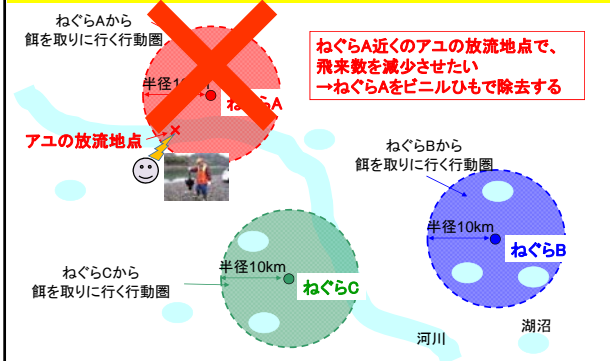 ねぐらAから
餌を取りに行く行動圏
ねぐらA近くのアユの放流地点で、
飛来数を減少させたい
→ねぐらAをビニルひもで除去する
半径10km
ねぐらA
アユの放流地点
ねぐらBから
餌を取りに行く行動圏
半径10km
ねぐらB
ねぐらCから
餌を取りに行く行動圏
半径10km
ねぐらC
河川
湖沼